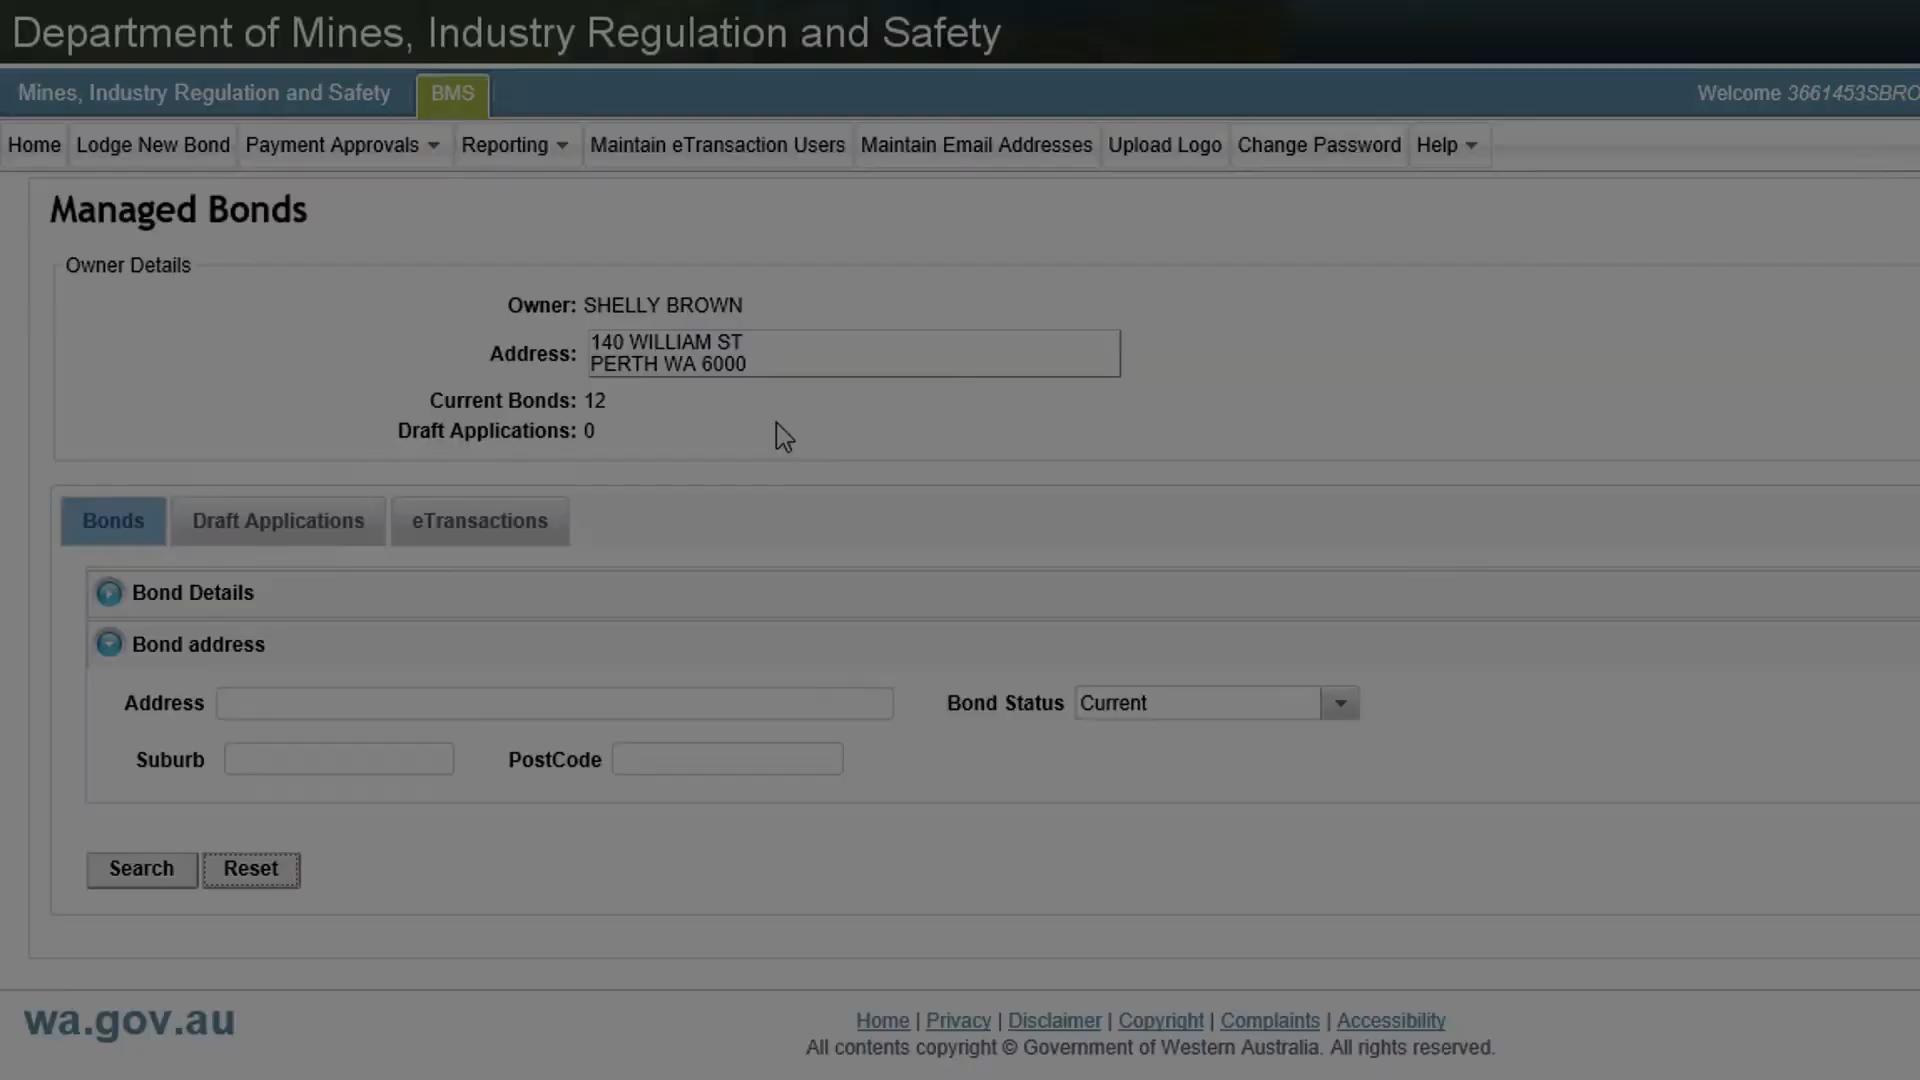 Department of Mines, Industry Regulation and Safety
Mines, Industry Regulation and Safety BMS Welcome 3661453SBRO
Home Lodge New Bond Payment Approvals Reporting Maintain eTransaction Users Maintain Email Addresses Upload Logo Change Password Help
Managed Bonds
Owner Details
Owner: SHELLY BROWN
Address: 140 WILLIAM ST
PERTH WA 6000
Current Bonds: 12
Draft Applications: 0
Bonds Draft Applications eTransactions
Bond Details
Bond address
Address Bond Status Current
Suburb PostCode
Search Reset
wa.gov.au Home | Privacy | Disclaimer | Copyright | Complaints | Accessibility
All contents copyright © Government of Western Australia. All rights reserved.